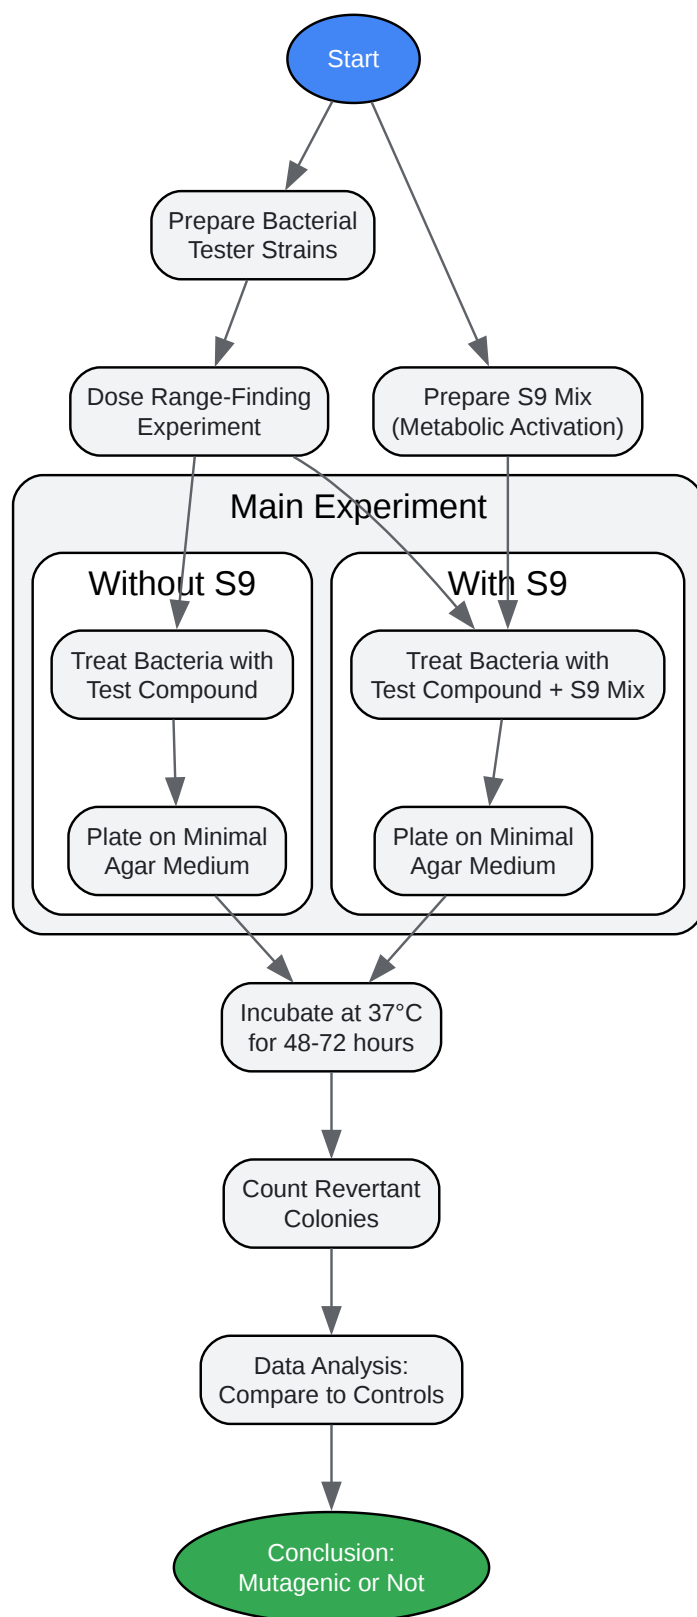 Start
Prepare Bacterial
Tester Strains
Dose Range-Finding
Experiment
Prepare S9 Mix
(Metabolic Activation)
Main Experiment
Without S9
With S9
Treat Bacteria with
Test Compound
Treat Bacteria with
Test Compound + S9 Mix
Plate on Minimal
Agar Medium
Plate on Minimal
Agar Medium
Incubate at 37°C
for 48-72 hours
Count Revertant
Colonies
Data Analysis:
Compare to Controls
Conclusion:
Mutagenic or Not